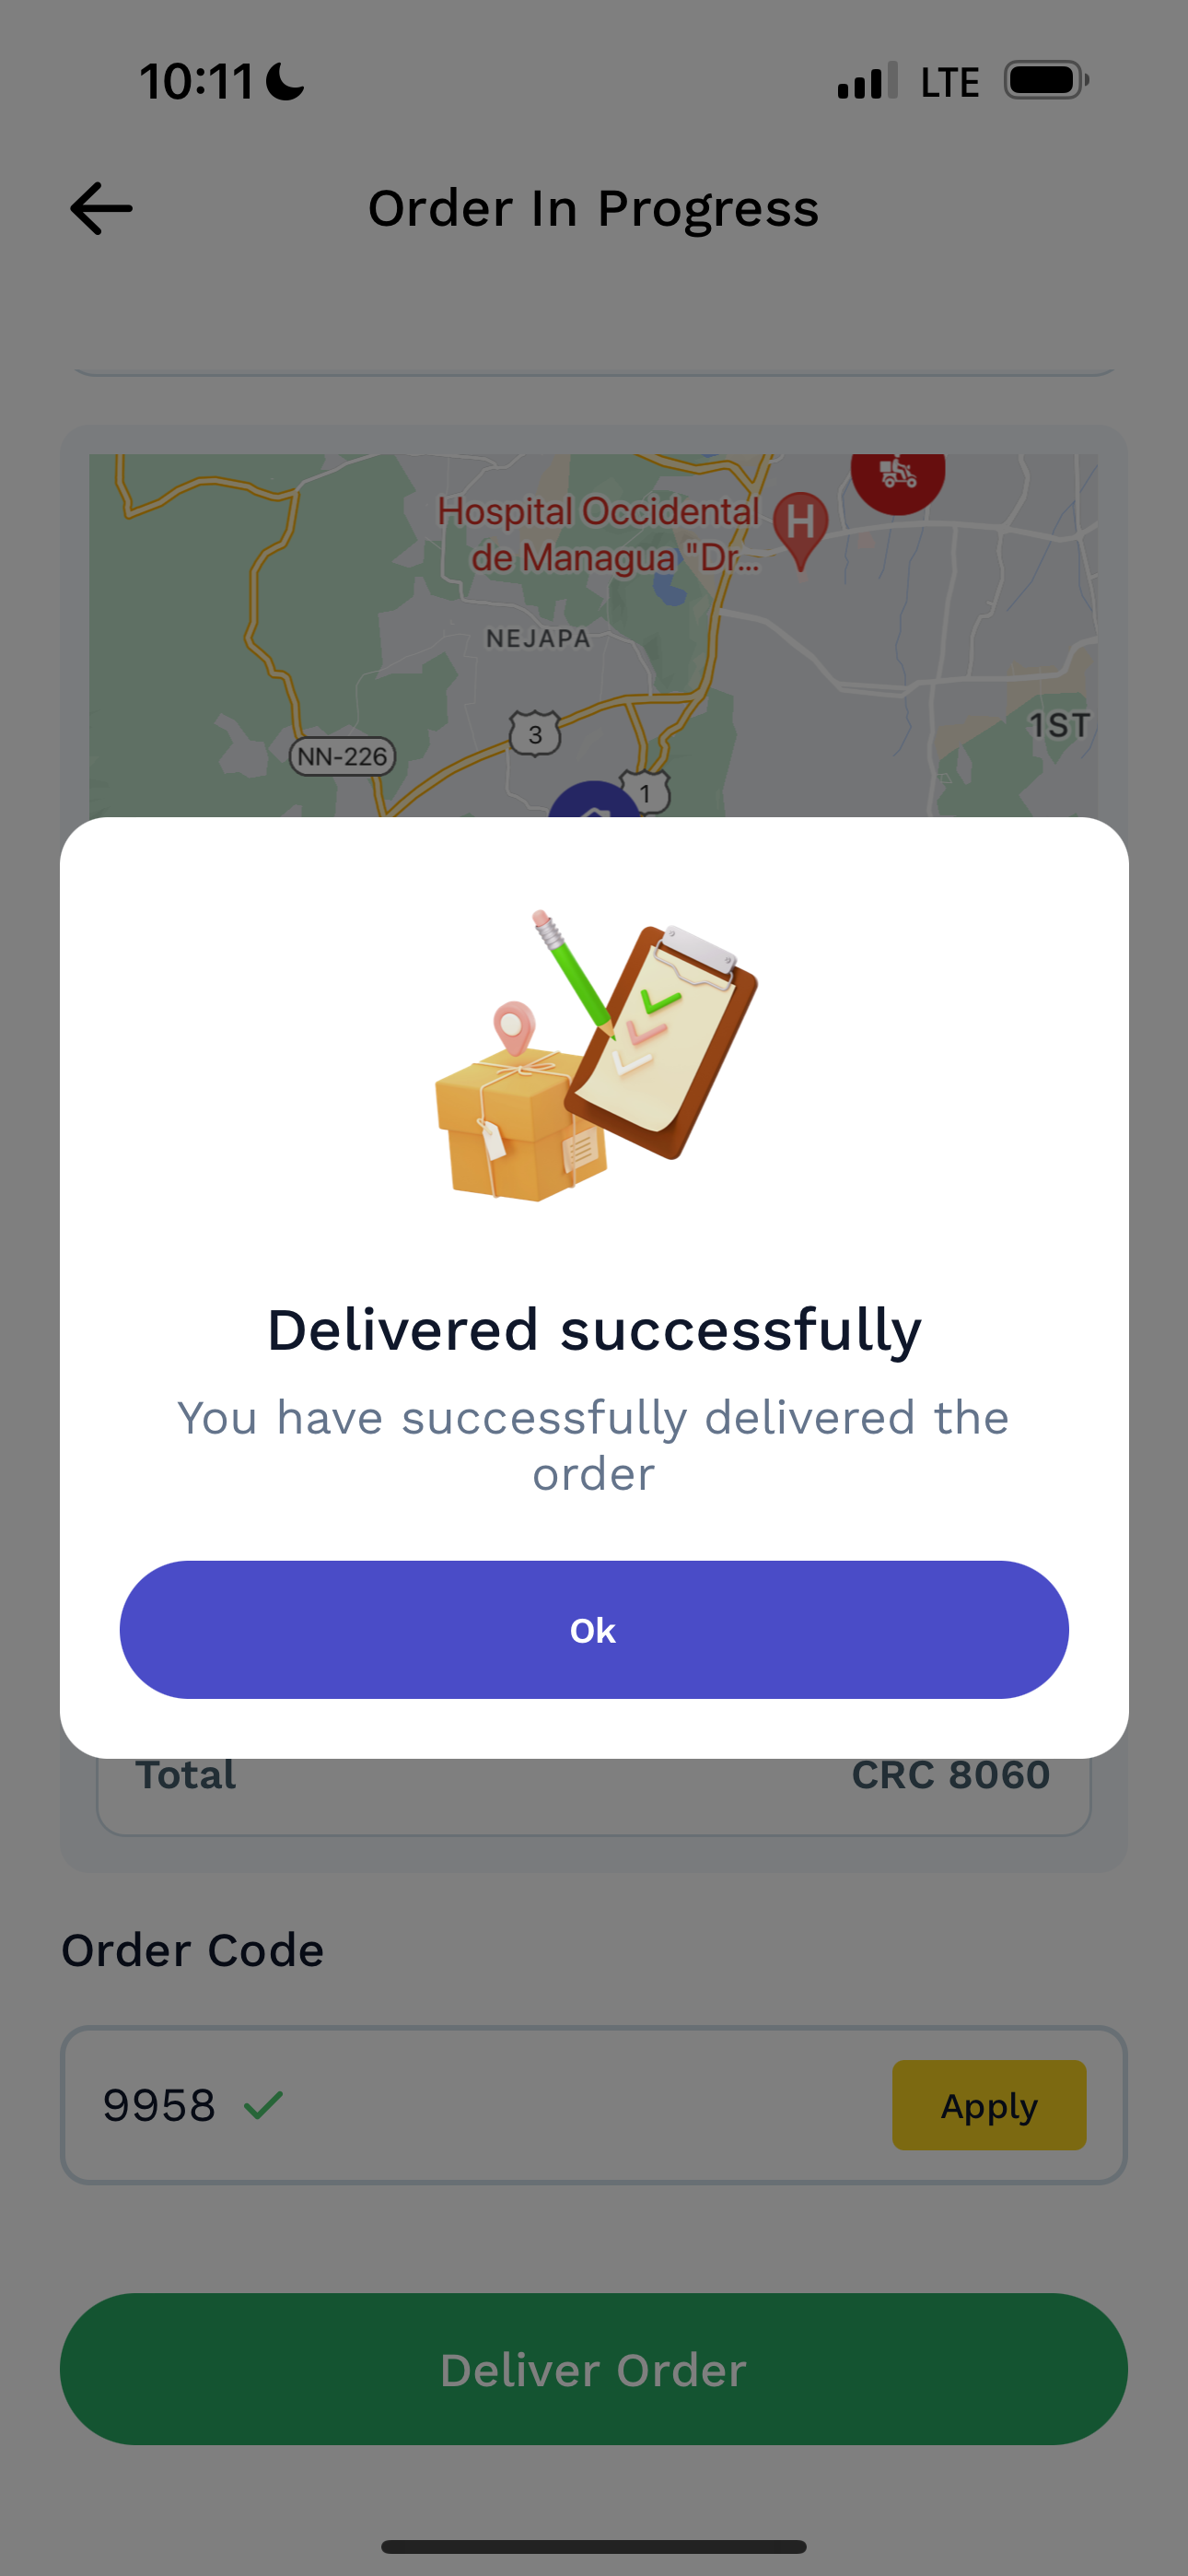 10:11
LTE
Order In Progress
Hospital Occidental
de Managua "Dr...
H
NEJAPA
3
NN-226
1
1ST
Delivered successfully
You have successfully delivered the
order
Ok
Total CRC 8060
Order Code
9958 Apply
Deliver Order